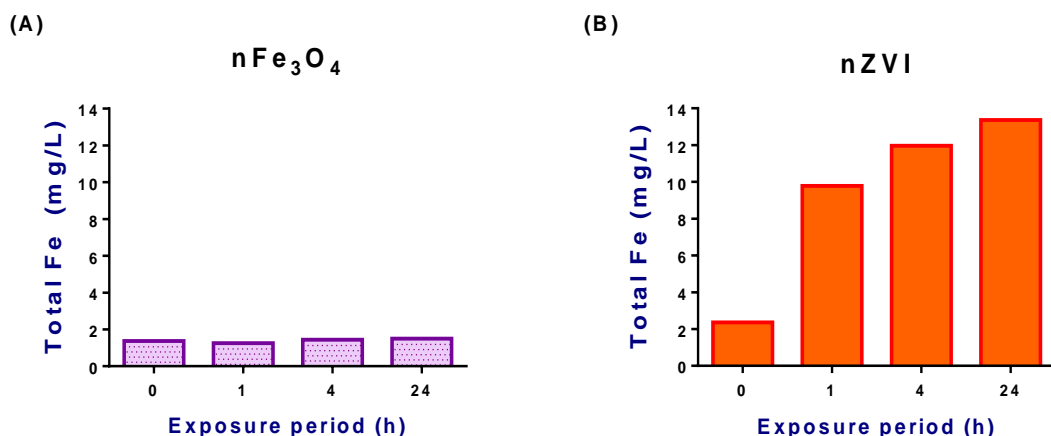 (A)
nFe₃O₄
Total Fe (mg/L)
14
12
10
8
6
4
2
0
0 1 4 24
Exposure period (h)
(B)
nZVI
Total Fe (mg/L)
14
12
10
8
6
4
2
0
0 1 4 24
Exposure period (h)